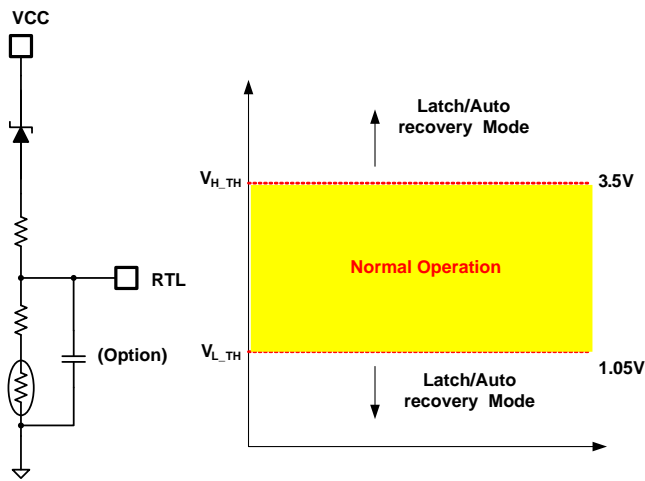 VCC
RTL
(Option)
Latch/Auto
recovery Mode
V_H_TH
3.5V
Normal Operation
V_L_TH
1.05V
Latch/Auto
recovery Mode